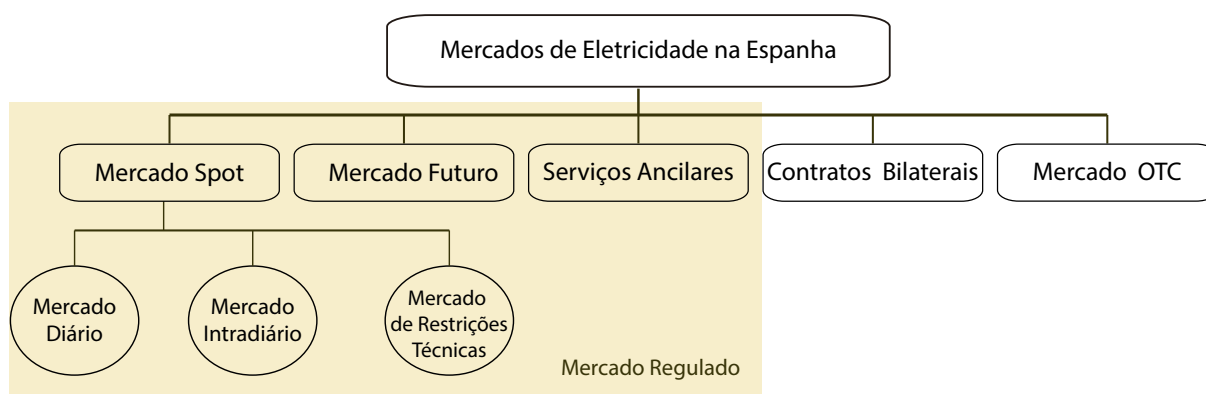 Mercados de Eletricidade na Espanha
Mercado Spot
Mercado Futuro
Serviços Ancilares
Contratos Bilaterais
Mercado OTC
Mercado
Diário
Mercado
Intradiário
Mercado
de Restrições
Técnicas
Mercado Regulado